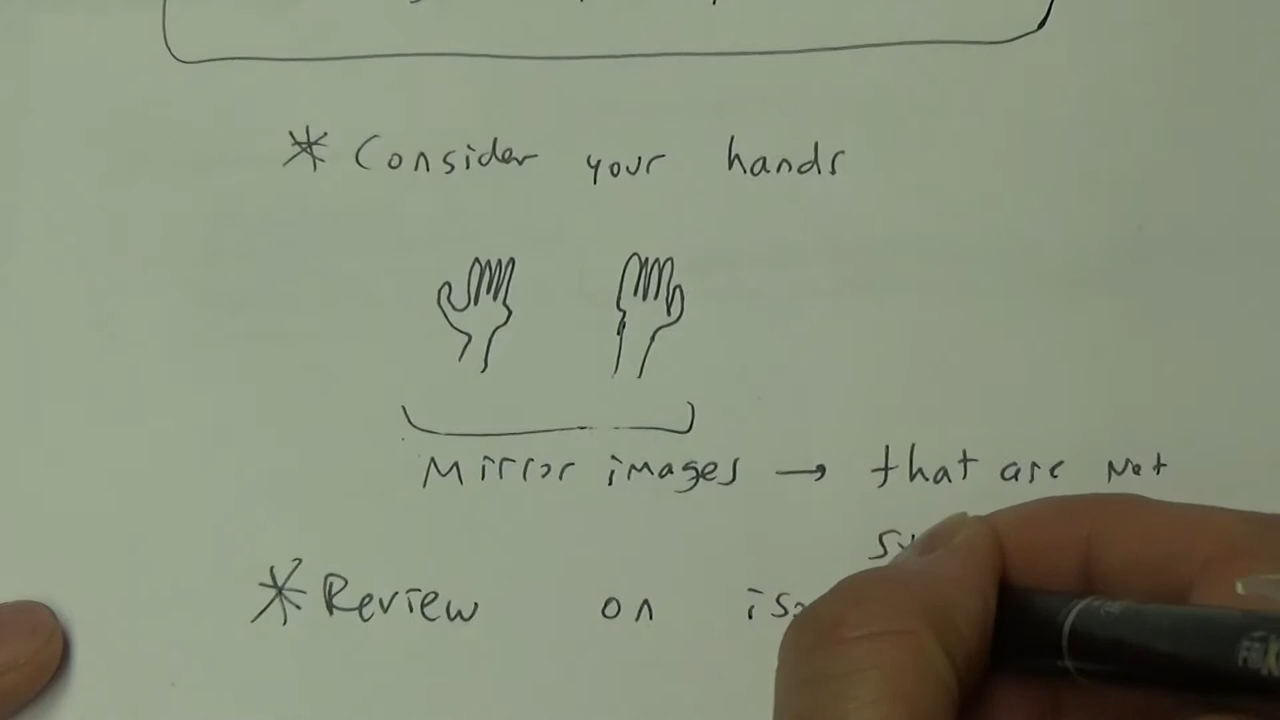 * Consider your hands
Mirror images → that are not
* Review on